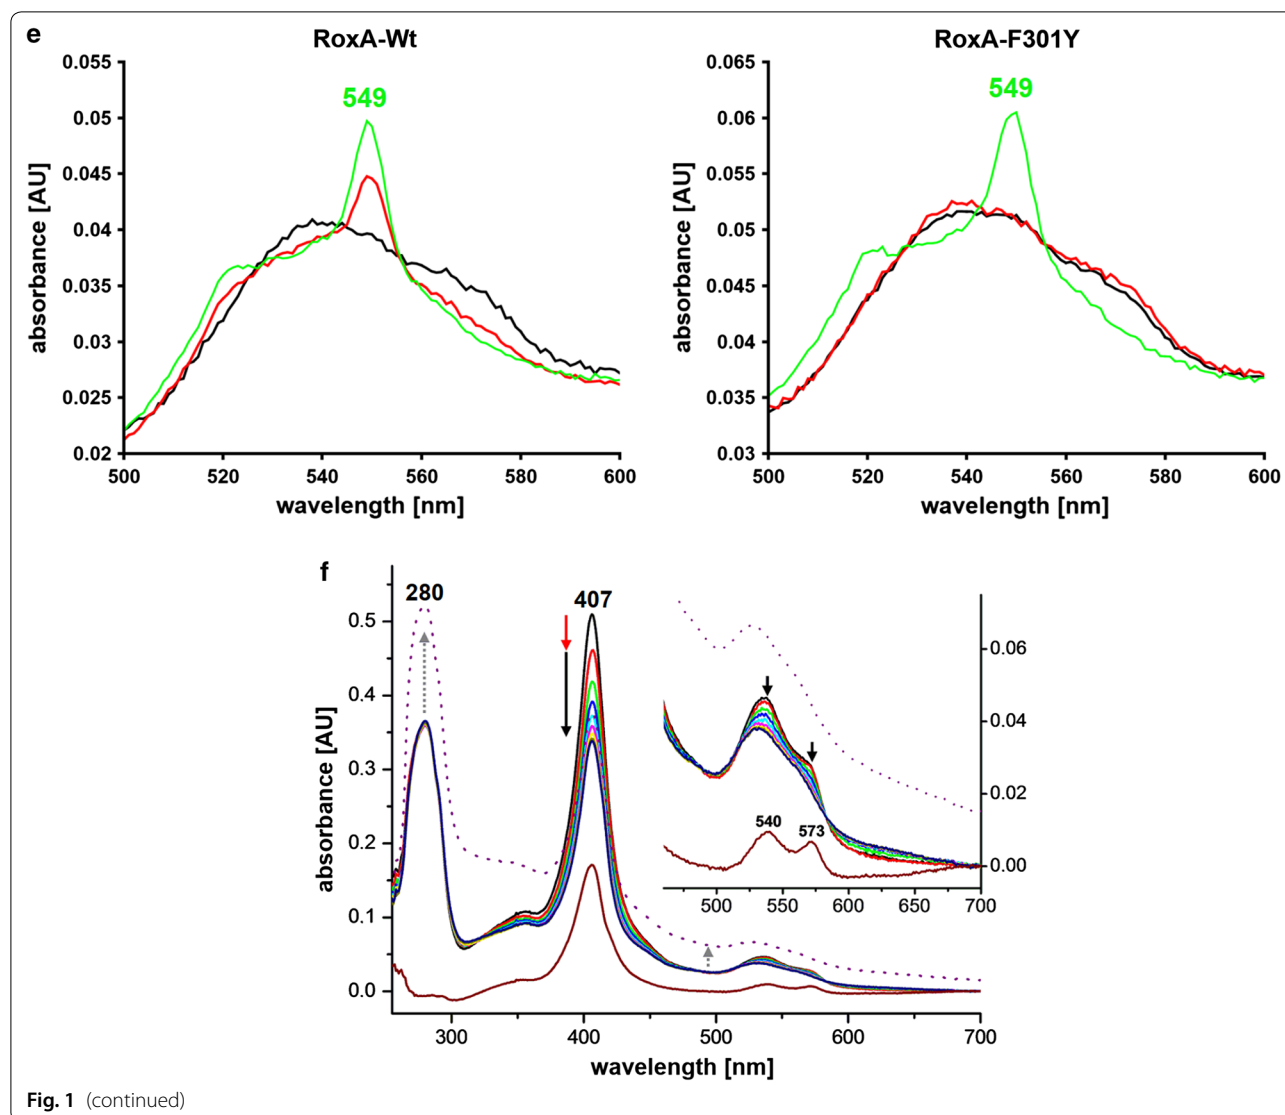 e
RoxA-Wt
RoxA-F301Y
0.055
0.05
0.045
0.04
0.035
0.03
0.025
0.02
absorbance [AU]
549
500 520 540 560 580 600
wavelength [nm]
0.065
0.06
0.055
0.05
0.045
0.04
0.035
0.03
absorbance [AU]
549
500 520 540 560 580 600
wavelength [nm]
f
280
407
0.5
0.4
0.3
0.2
0.1
0.0
absorbance [AU]
0.06
0.04
0.02
0.00
540
573
500 550 600 650 700
300 400 500 600 700
wavelength [nm]
Fig. 1 (continued)